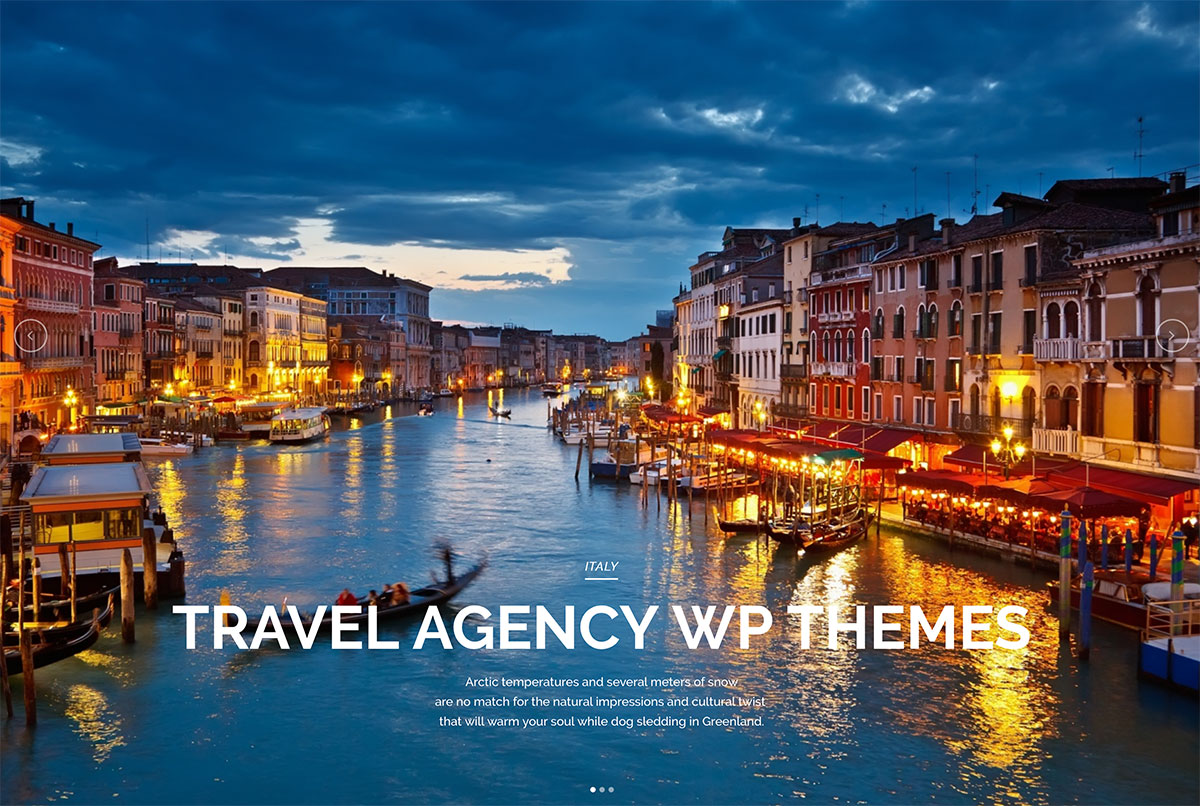 ITALY
TRAVEL AGENCY WP THEMES
Arctic temperatures and several meters of snow
are no match for the natural impressions and cultural twist
that will warm your soul while dog sledding in Greenland.